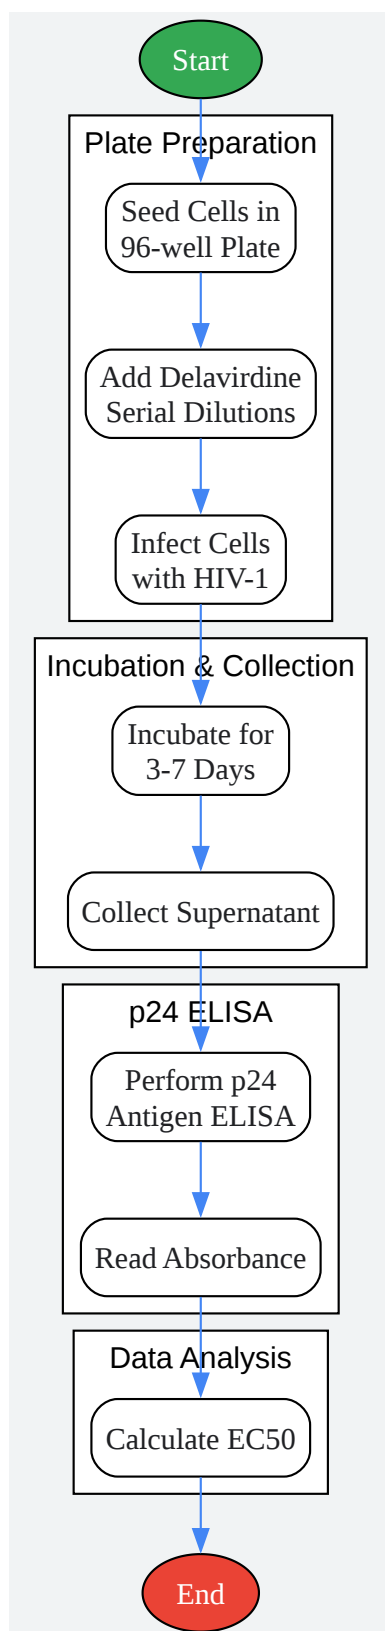 Start
Plate Preparation
Seed Cells in
96-well Plate
Add Delavirdine
Serial Dilutions
Infect Cells
with HIV-1
Incubation & Collection
Incubate for
3-7 Days
Collect Supernatant
p24 ELISA
Perform p24
Antigen ELISA
Read Absorbance
Data Analysis
Calculate EC50
End